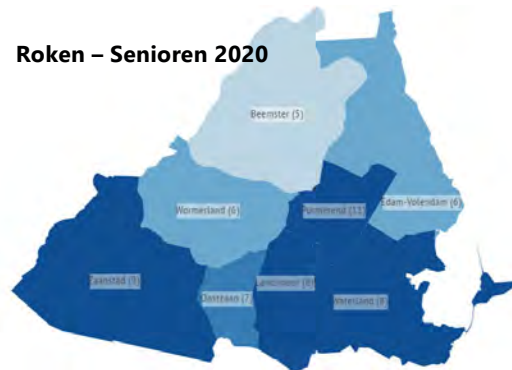 Roken – Senioren 2020
Beemster (5)
Wormerland (6)
Purmerend (11)
Edam-Volendam (6)
Zaanstad (9)
Oostzaan (7)
Landsmeer (8)
Waterland (8)